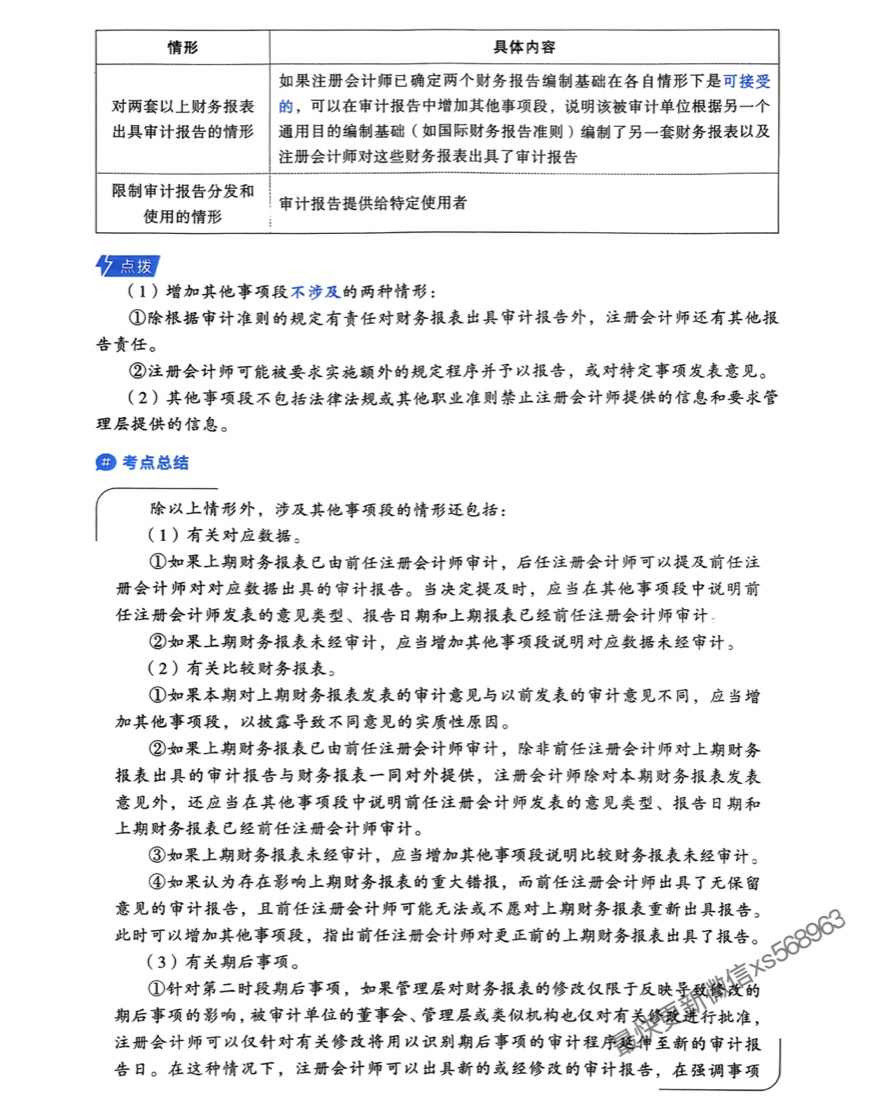 情形 具体内容
对两套以上财务报表
出具审计报告的情形
如果注册会计师已确定两个财务报告编制基础在各自情形下是可接受
的，可以在审计报告中增加其他事项段，说明该被审计单位根据另一个
通用目的编制基础（如国际财务报告准则）编制了另一套财务报表以及
注册会计师对这些财务报表出具了审计报告
限制审计报告分发和
使用的情形
审计报告提供给特定使用者
点拨
（1）增加其他事项段不涉及的两种情形：
①除根据审计准则的规定有责任对财务报表出具审计报告外，注册会计师还有其他报
告责任。
②注册会计师可能被要求实施额外的规定程序并予以报告，或对特定事项发表意见。
（2）其他事项段不包括法律法规或其他职业准则禁止注册会计师提供的信息和要求管
理层提供的信息。
# 考点总结
除以上情形外，涉及其他事项段的情形还包括：
（1）有关对应数据。
①如果上期财务报表已由前任注册会计师审计，后任注册会计师可以提及前任注
册会计师对对应数据出具的审计报告。当决定提及时，应当在其他事项段中说明前
任注册会计师发表的意见类型、报告日期和上期报表已经前任注册会计师审计。
②如果上期财务报表未经审计，应当增加其他事项段说明对应数据未经审计。
（2）有关比较财务报表。
①如果本期对上期财务报表发表的审计意见与以前发表的审计意见不同，应当增
加其他事项段，以披露导致不同意见的实质性原因。
②如果上期财务报表已由前任注册会计师审计，除非前任注册会计师对上期财务
报表出具的审计报告与财务报表一同对外提供，注册会计师除对本期财务报表发表
意见外，还应当在其他事项段中说明前任注册会计师发表的意见类型、报告日期和
上期财务报表已经前任注册会计师审计。
③如果上期财务报表未经审计，应当增加其他事项段说明比较财务报表未经审计。
④如果认为存在影响上期财务报表的重大错报，而前任注册会计师出具了无保留
意见的审计报告，且前任注册会计师可能无法或不愿对上期财务报表重新出具报告。
此时可以增加其他事项段，指出前任注册会计师对更正前的上期财务报表出具了报告。
（3）有关期后事项。
①针对第二时段期后事项，如果管理层对财务报表的修改仅限于反映导致修改的
期后事项的影响，被审计单位的董事会、管理层或类似机构也仅对有关修改进行批准，
注册会计师可以仅针对有关修改将用以识别期后事项的审计程序延伸至新的审计报
告日。在这种情况下，注册会计师可以出具新的或经修改的审计报告，在强调事项
最快更新微信xs568963